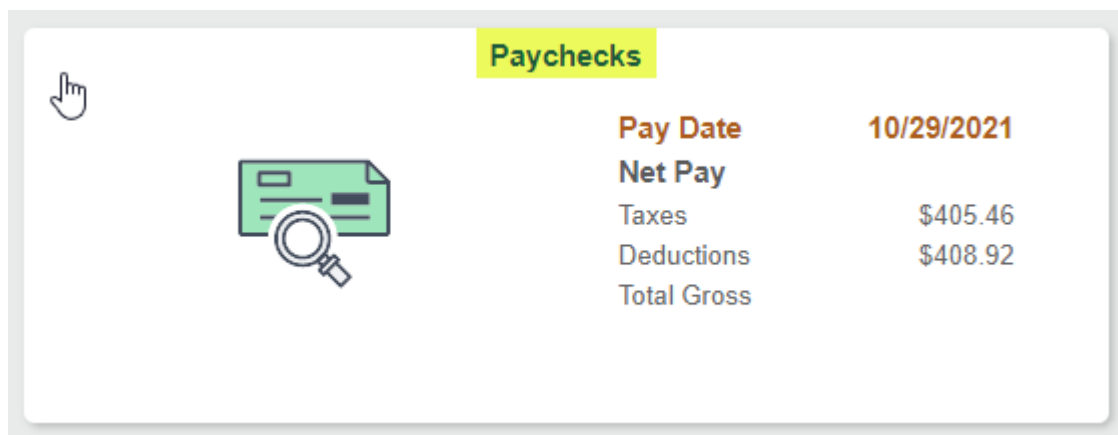 Paychecks
Pay Date 10/29/2021
Net Pay
Taxes $405.46
Deductions $408.92
Total Gross